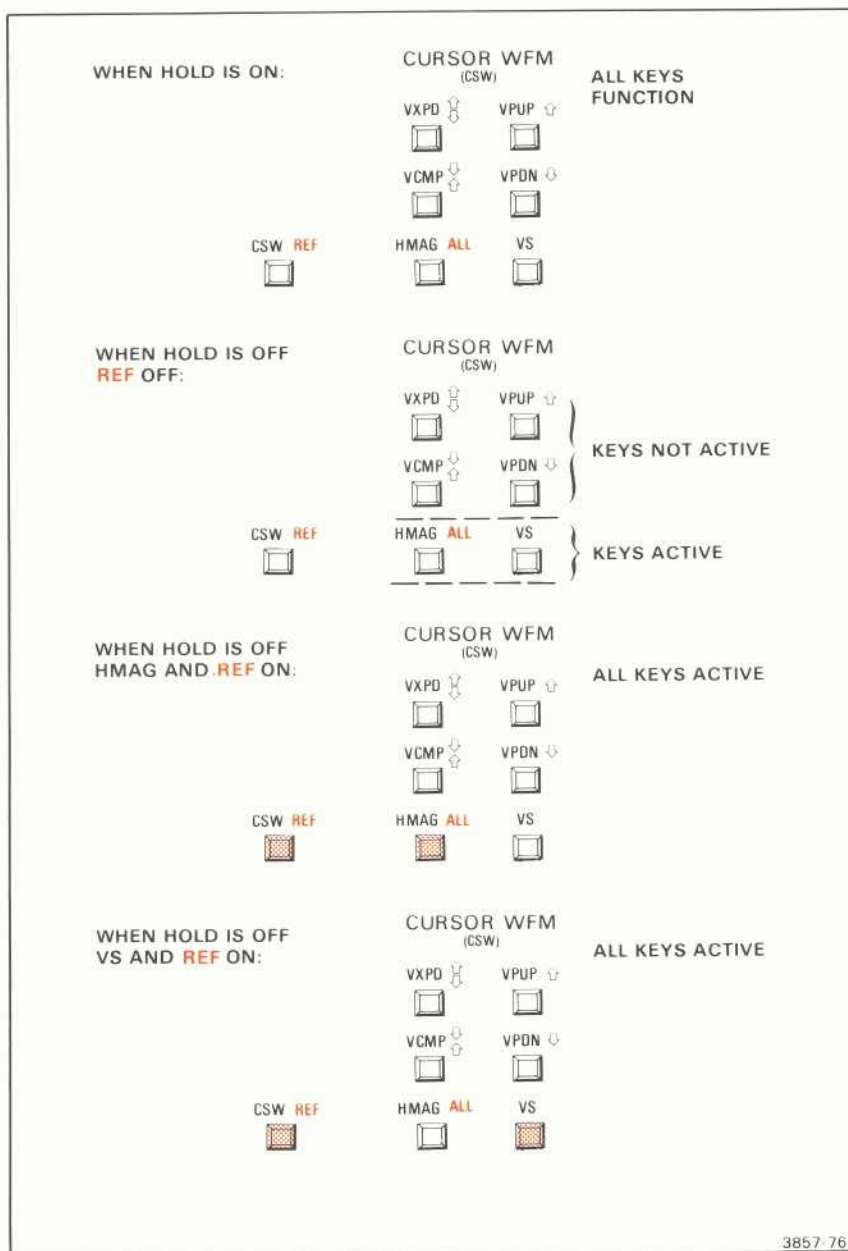 WHEN HOLD IS ON:
CURSOR WFM
(CSW)
ALL KEYS
FUNCTION
VXPD ⇧⇩ VPUP ⇧
VCMP ⇩⇧ VPDN ⇩
CSW REF HMAG ALL VS
WHEN HOLD IS OFF
REF OFF:
CURSOR WFM
(CSW)
VXPD ⇧⇩ VPUP ⇧
KEYS NOT ACTIVE
VCMP ⇩⇧ VPDN ⇩
CSW REF HMAG ALL VS
KEYS ACTIVE
WHEN HOLD IS OFF
HMAG AND REF ON:
CURSOR WFM
(CSW)
ALL KEYS ACTIVE
VXPD ⇧⇩ VPUP ⇧
VCMP ⇩⇧ VPDN ⇩
CSW REF HMAG ALL VS
WHEN HOLD IS OFF
VS AND REF ON:
CURSOR WFM
(CSW)
ALL KEYS ACTIVE
VXPD ⇧⇩ VPUP ⇧
VCMP ⇩⇧ VPDN ⇩
CSW REF HMAG ALL VS
3857-76